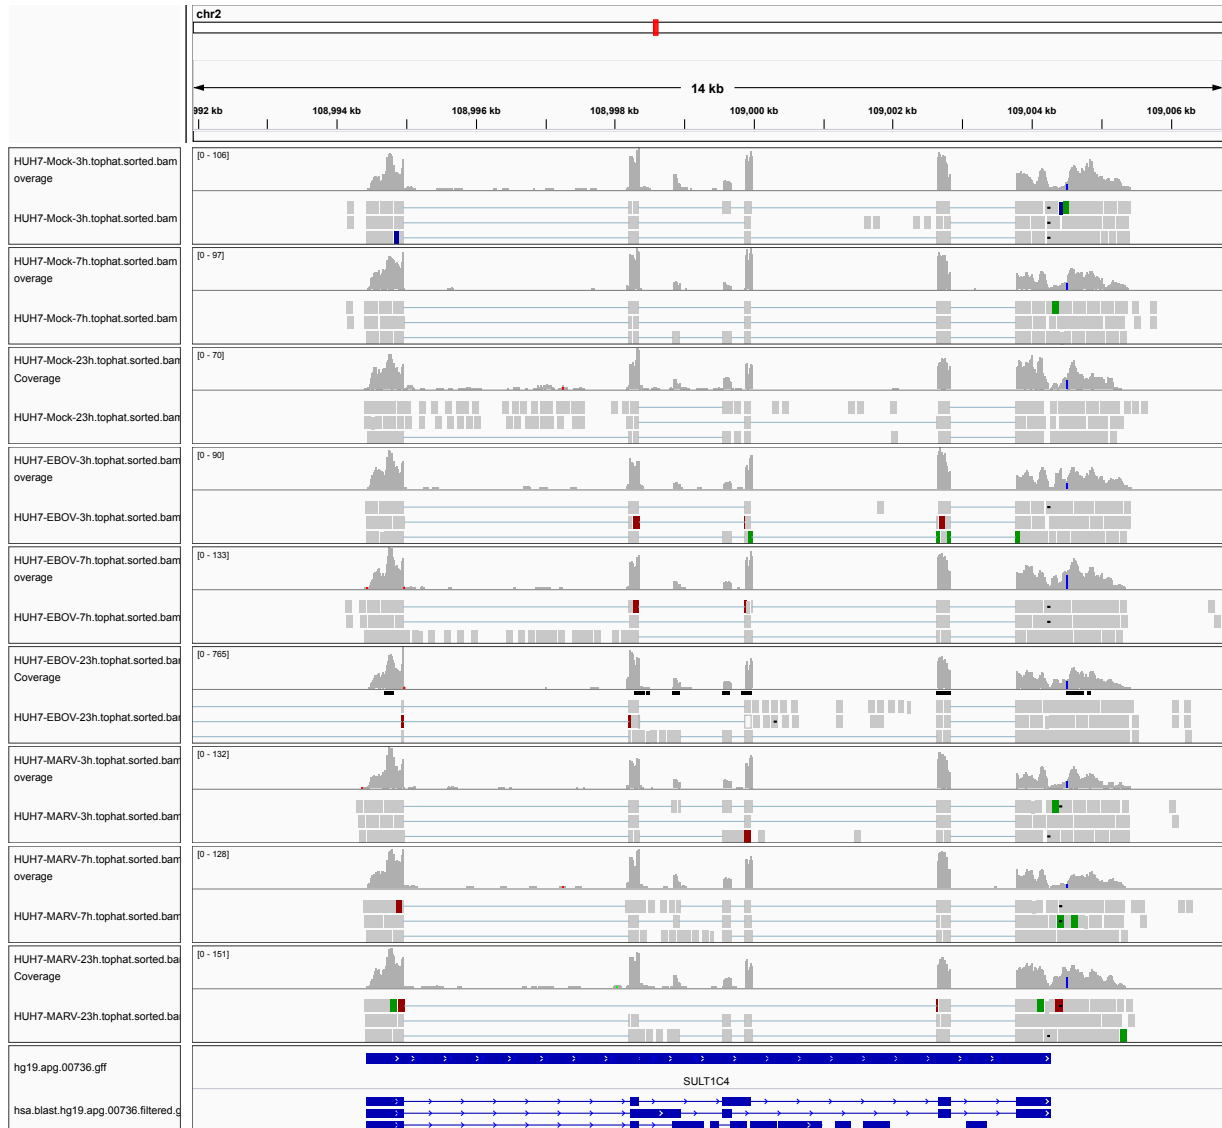 chr2
14 kb
992 kb 108,994 kb 108,996 kb 108,998 kb 109,000 kb 109,002 kb 109,004 kb 109,006 kb
HUH7-Mock-3h.tophat.sorted.bam
overage
[0 - 106]
HUH7-Mock-3h.tophat.sorted.bam
HUH7-Mock-7h.tophat.sorted.bam
overage
[0 - 97]
HUH7-Mock-7h.tophat.sorted.bam
HUH7-Mock-23h.tophat.sorted.bam
Coverage
[0 - 70]
HUH7-Mock-23h.tophat.sorted.bam
HUH7-EBOV-3h.tophat.sorted.bam
overage
[0 - 90]
HUH7-EBOV-3h.tophat.sorted.bam
HUH7-EBOV-7h.tophat.sorted.bam
overage
[0 - 133]
HUH7-EBOV-7h.tophat.sorted.bam
HUH7-EBOV-23h.tophat.sorted.ba
Coverage
[0 - 765]
HUH7-EBOV-23h.tophat.sorted.ba
HUH7-MARV-3h.tophat.sorted.bam
overage
[0 - 132]
HUH7-MARV-3h.tophat.sorted.bam
HUH7-MARV-7h.tophat.sorted.bam
overage
[0 - 128]
HUH7-MARV-7h.tophat.sorted.bam
HUH7-MARV-23h.tophat.sorted.ba
Coverage
[0 - 151]
HUH7-MARV-23h.tophat.sorted.ba
hg19.apg.00736.gff
SULT1C4
hsa.blast.hg19.apg.00736.filtered.g